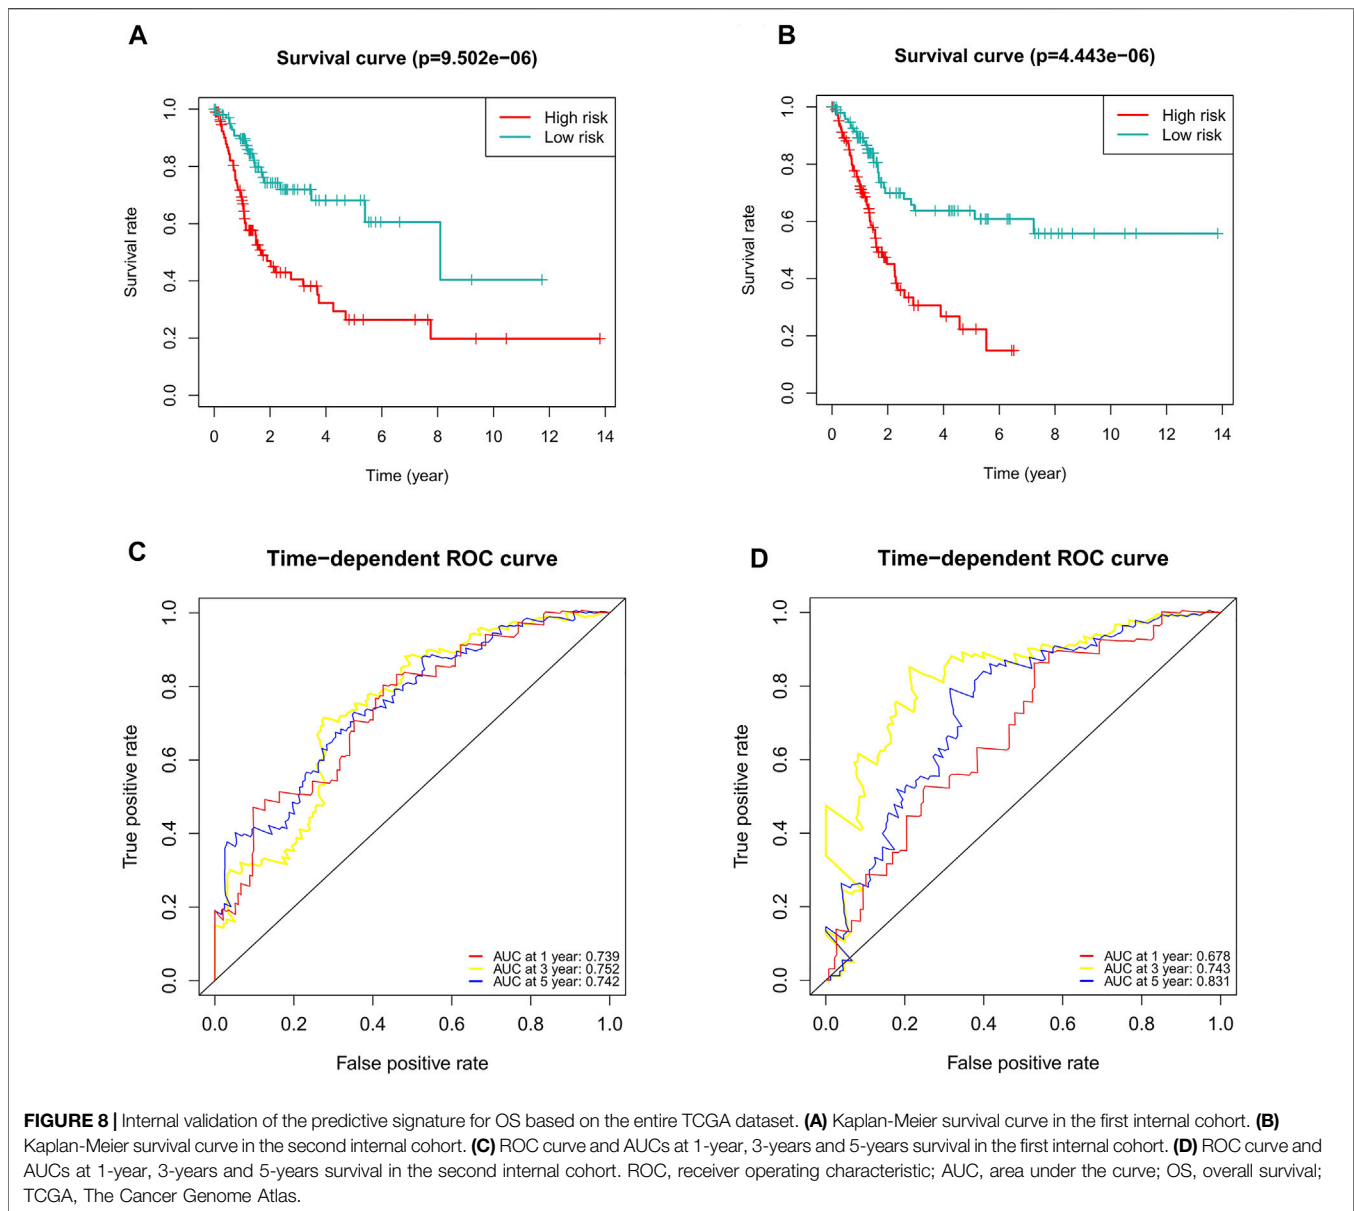 A
Survival curve (p=9.502e−06)
High risk
Low risk
Survival rate
0.0 0.2 0.4 0.6 0.8 1.0
0 2 4 6 8 10 12 14
Time (year)
B
Survival curve (p=4.443e−06)
High risk
Low risk
Survival rate
0.0 0.2 0.4 0.6 0.8 1.0
0 2 4 6 8 10 12 14
Time (year)
C
Time−dependent ROC curve
True positive rate
0.0 0.2 0.4 0.6 0.8 1.0
AUC at 1 year: 0.739
AUC at 3 year: 0.752
AUC at 5 year: 0.742
0.0 0.2 0.4 0.6 0.8 1.0
False positive rate
D
Time−dependent ROC curve
True positive rate
0.0 0.2 0.4 0.6 0.8 1.0
AUC at 1 year: 0.678
AUC at 3 year: 0.743
AUC at 5 year: 0.831
0.0 0.2 0.4 0.6 0.8 1.0
False positive rate
FIGURE 8 | Internal validation of the predictive signature for OS based on the entire TCGA dataset. (A) Kaplan-Meier survival curve in the first internal cohort. (B)
Kaplan-Meier survival curve in the second internal cohort. (C) ROC curve and AUCs at 1-year, 3-years and 5-years survival in the first internal cohort. (D) ROC curve and
AUCs at 1-year, 3-years and 5-years survival in the second internal cohort. ROC, receiver operating characteristic; AUC, area under the curve; OS, overall survival;
TCGA, The Cancer Genome Atlas.